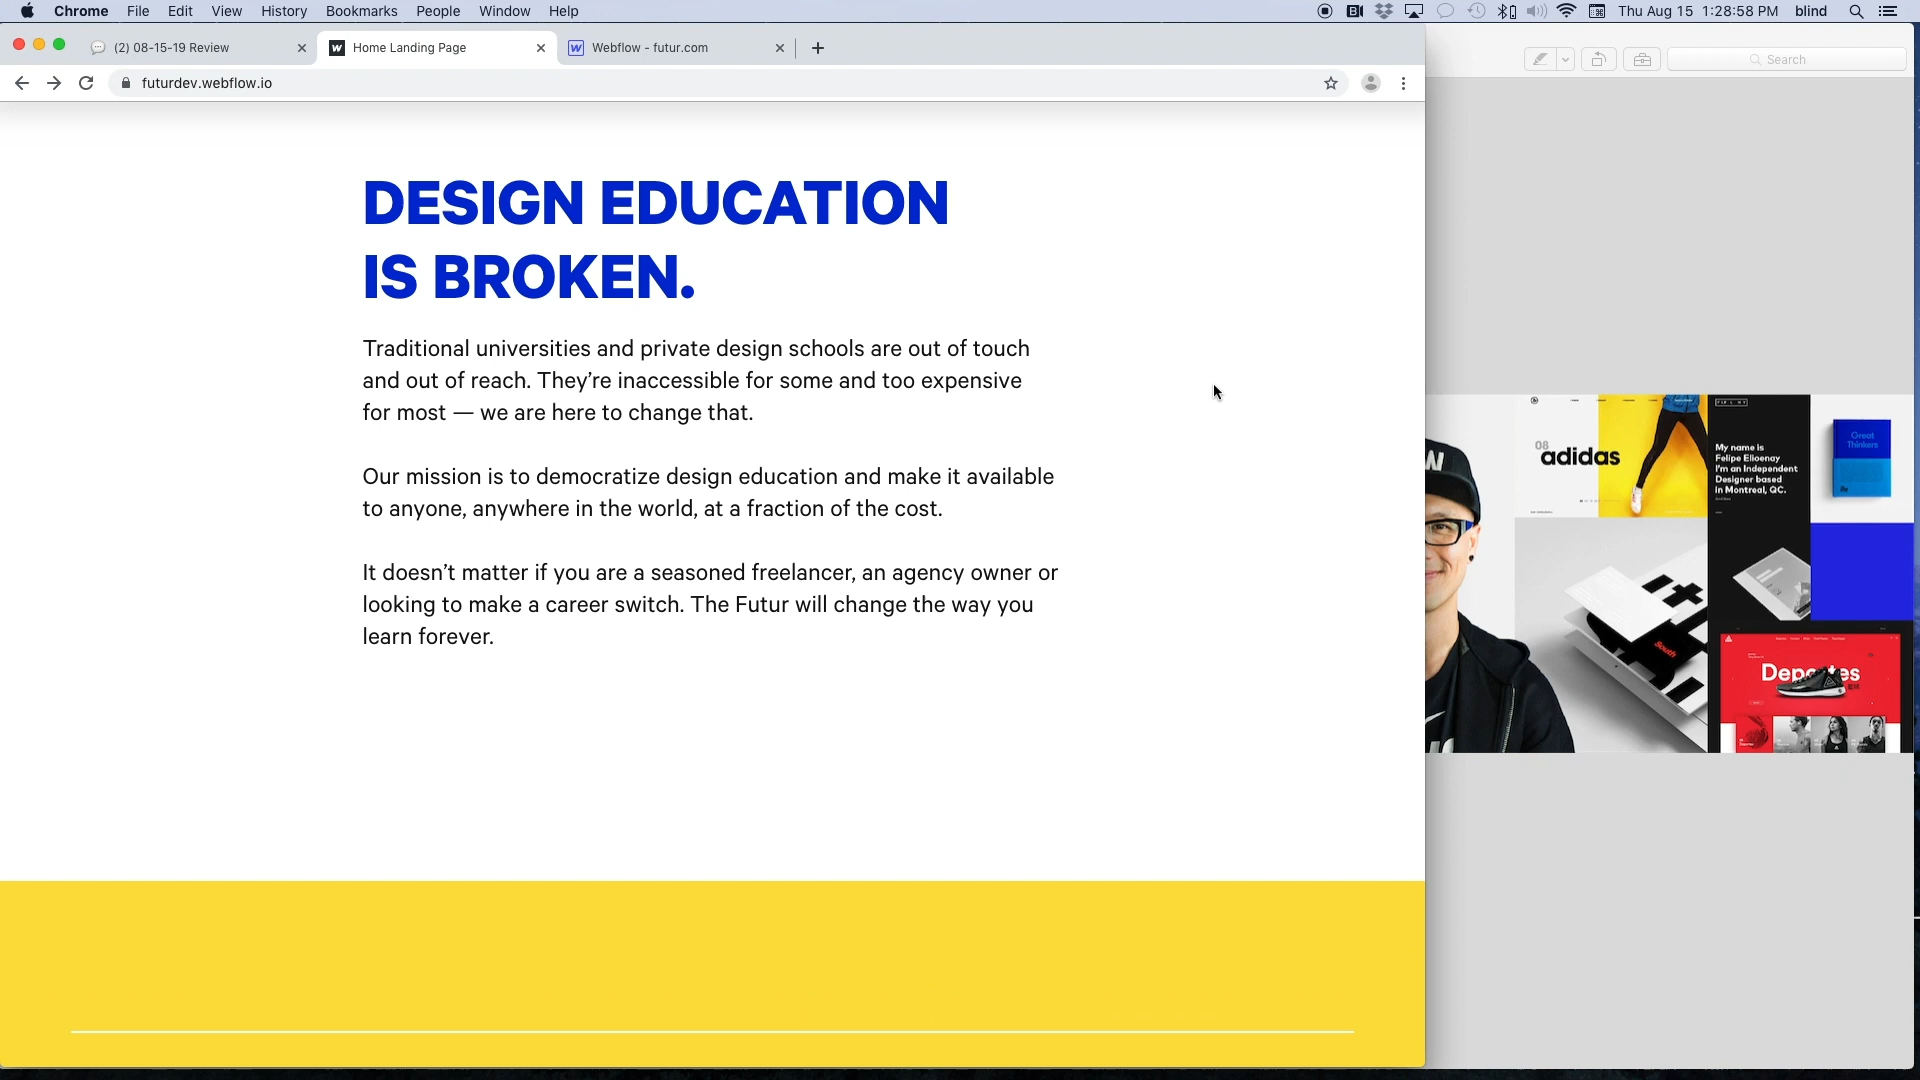 Chrome File Edit View History Bookmarks People Window Help
Thu Aug 15 1:28:58 PM blind
(2) 08-15-19 Review
Home Landing Page
Webflow - futur.com
Search
futurdev.webflow.io
DESIGN EDUCATION
IS BROKEN.
Traditional universities and private design schools are out of touch
and out of reach. They’re inaccessible for some and too expensive
for most — we are here to change that.
Our mission is to democratize design education and make it available
to anyone, anywhere in the world, at a fraction of the cost.
It doesn’t matter if you are a seasoned freelancer, an agency owner or
looking to make a career switch. The Futur will change the way you
learn forever.
08
adidas
My name is
Felipe Elioenay
I'm an Independent
Designer based
in Montreal, QC.
Great
Thinkers
South
Deportes